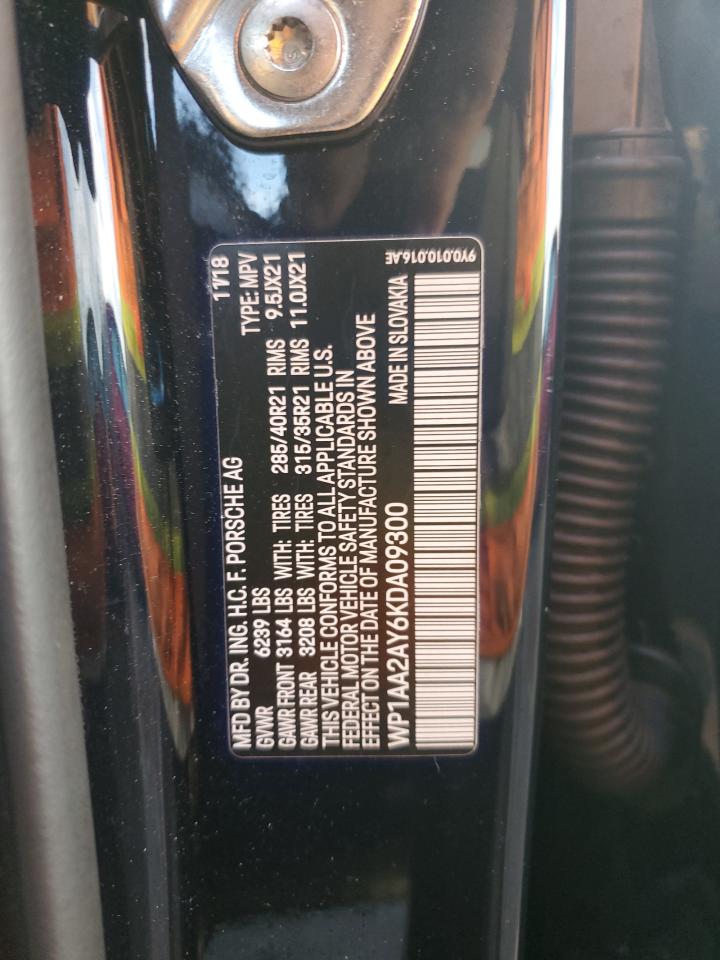 MFD BY DR. ING. H.C. F. PORSCHE AG 11/18
GVWR 6239 LBS TYPE: MPV
GAWR FRONT 3164 LBS WITH: TIRES 285/40R21 RIMS 9.5JX21
GAWR REAR 3208 LBS WITH: TIRES 315/35R21 RIMS 11.0JX21
THIS VEHICLE CONFORMS TO ALL APPLICABLE U.S.
FEDERAL MOTOR VEHICLE SAFETY STANDARDS IN
EFFECT ON THE DATE OF MANUFACTURE SHOWN ABOVE
WP1AA2AY6KDA09300 MADE IN SLOVAKIA
9Y0.010.016.AE